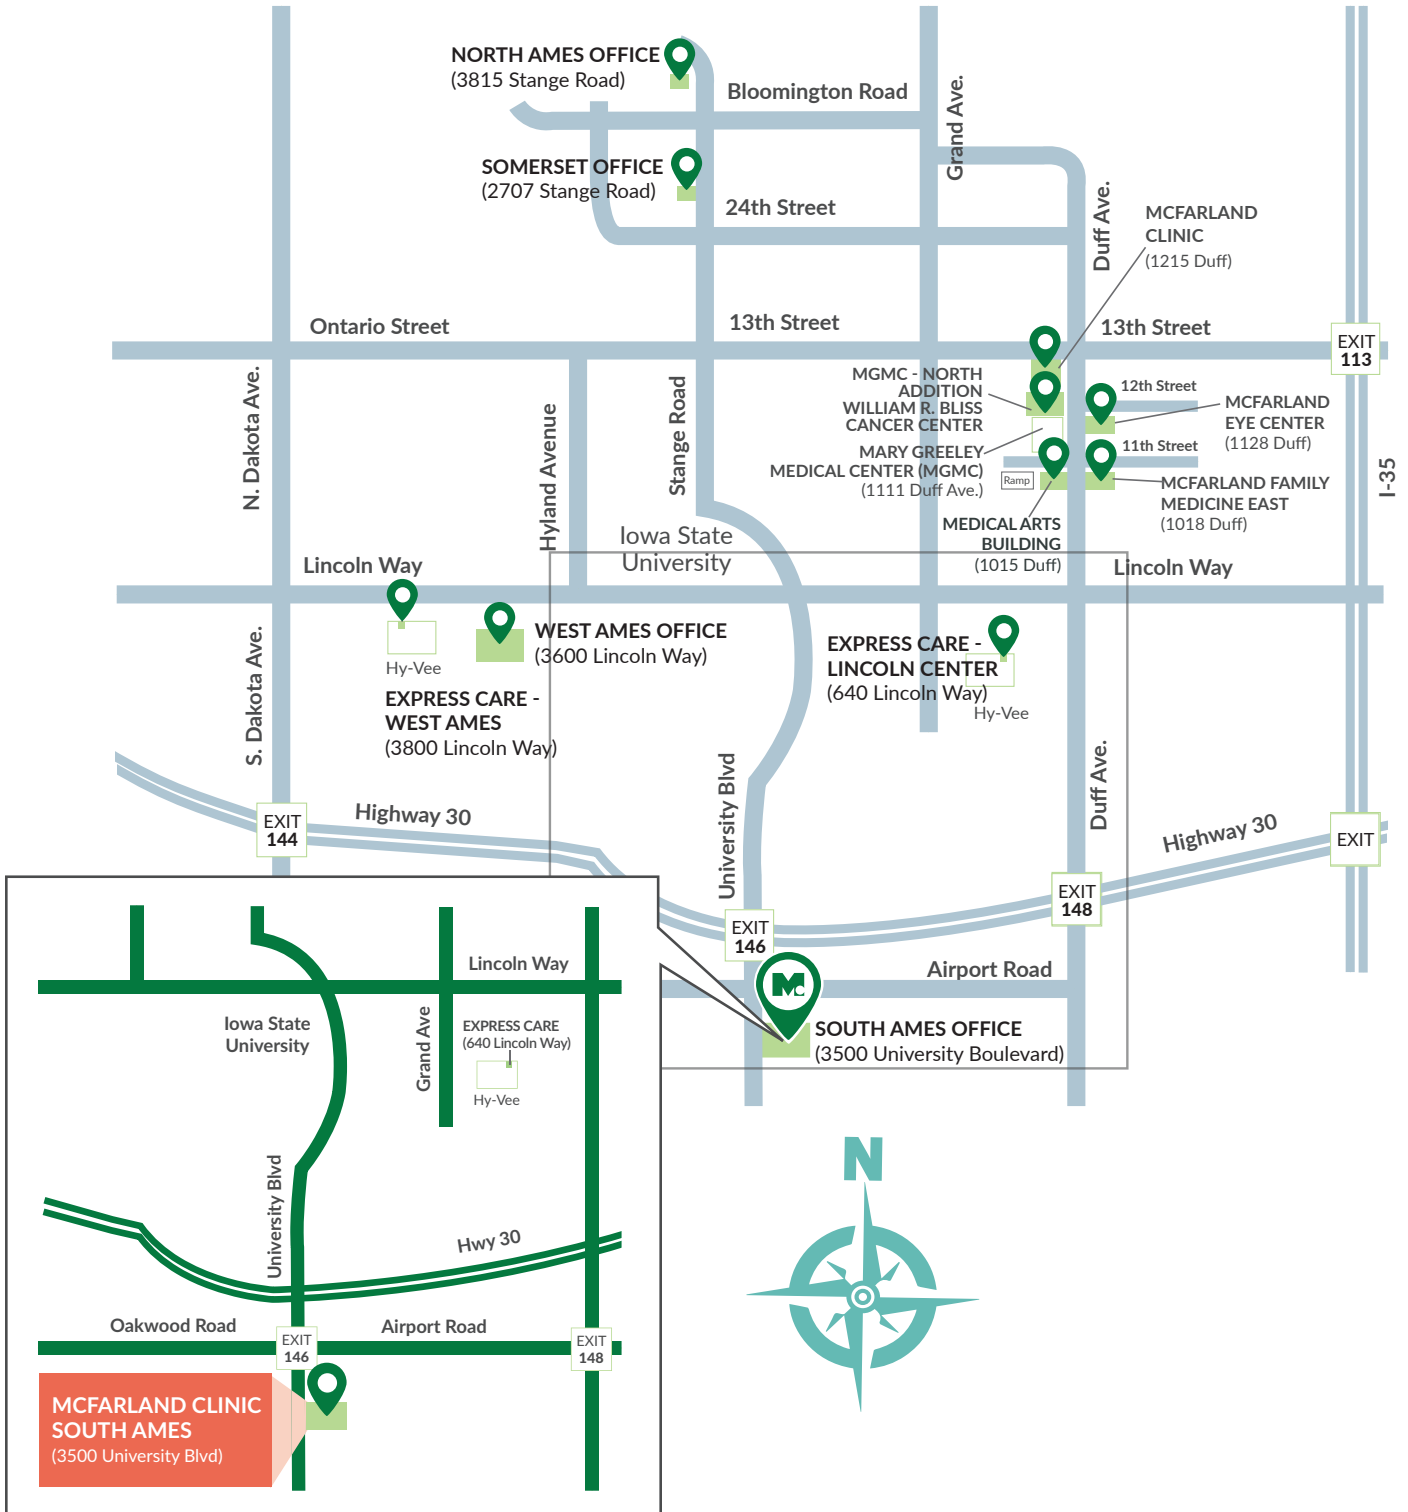 NORTH AMES OFFICE
(3815 Stange Road)
Bloomington Road
Grand Ave.
SOMERSET OFFICE
(2707 Stange Road)
24th Street
Duff Ave.
MCFARLAND
CLINIC
(1215 Duff)
Ontario Street
13th Street
13th Street
EXIT
113
N. Dakota Ave.
Hyland Avenue
Stange Road
MGMC - NORTH
ADDITION
WILLIAM R. BLISS
CANCER CENTER
12th Street
MCFARLAND
EYE CENTER
(1128 Duff)
MARY GREELEY
MEDICAL CENTER (MGMC)
(1111 Duff Ave.)
11th Street
Ramp
MCFARLAND FAMILY
MEDICINE EAST
(1018 Duff)
I-35
MEDICAL ARTS
BUILDING
(1015 Duff)
Iowa State
University
Lincoln Way
Lincoln Way
Hy-Vee
WEST AMES OFFICE
(3600 Lincoln Way)
EXPRESS CARE -
LINCOLN CENTER
(640 Lincoln Way)
Hy-Vee
S. Dakota Ave.
EXPRESS CARE -
WEST AMES
(3800 Lincoln Way)
University Blvd
Duff Ave.
EXIT
144
Highway 30
Highway 30
EXIT
EXIT
148
EXIT
146
Airport Road
M
SOUTH AMES OFFICE
(3500 University Boulevard)
Lincoln Way
Iowa State
University
Grand Ave
EXPRESS CARE
(640 Lincoln Way)
Hy-Vee
University Blvd
Hwy 30
Oakwood Road
Airport Road
EXIT
146
EXIT
148
MCFARLAND CLINIC
SOUTH AMES
(3500 University Blvd)
N